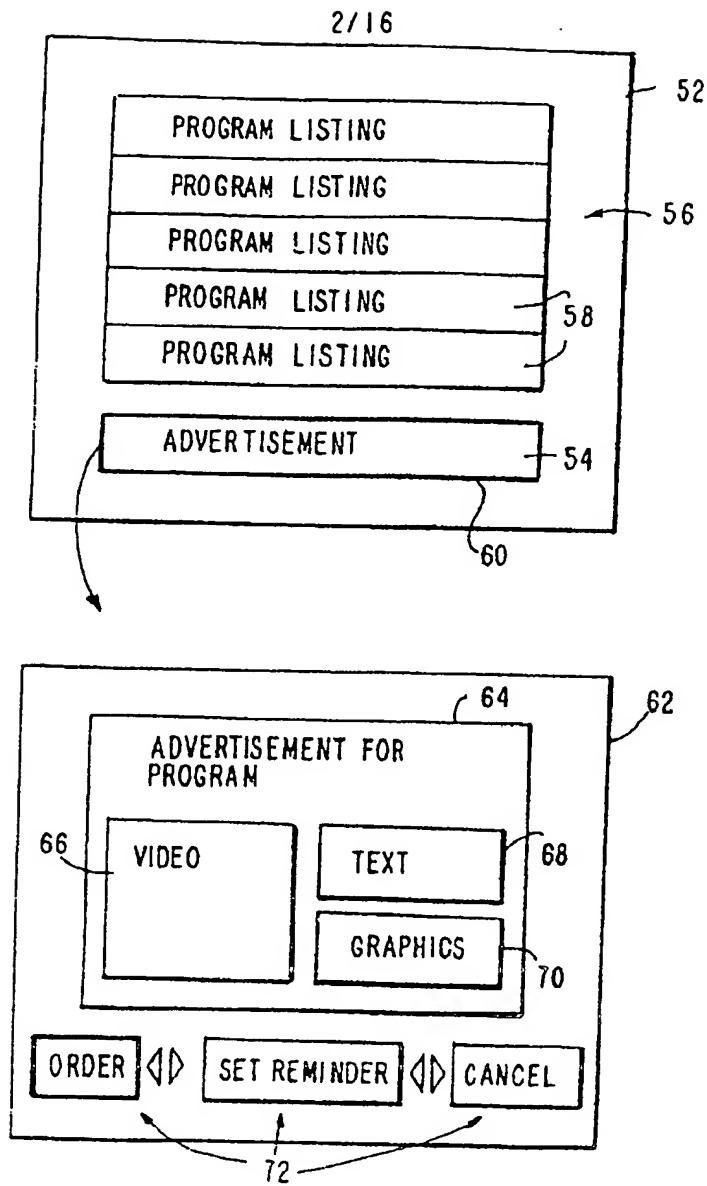 2/16
52
PROGRAM LISTING
PROGRAM LISTING
PROGRAM LISTING
56
PROGRAM LISTING
58
PROGRAM LISTING
ADVERTISEMENT
54
60
62
64
ADVERTISEMENT FOR
PROGRAM
66
VIDEO
TEXT
68
GRAPHICS
70
ORDER
SET REMINDER
CANCEL
72